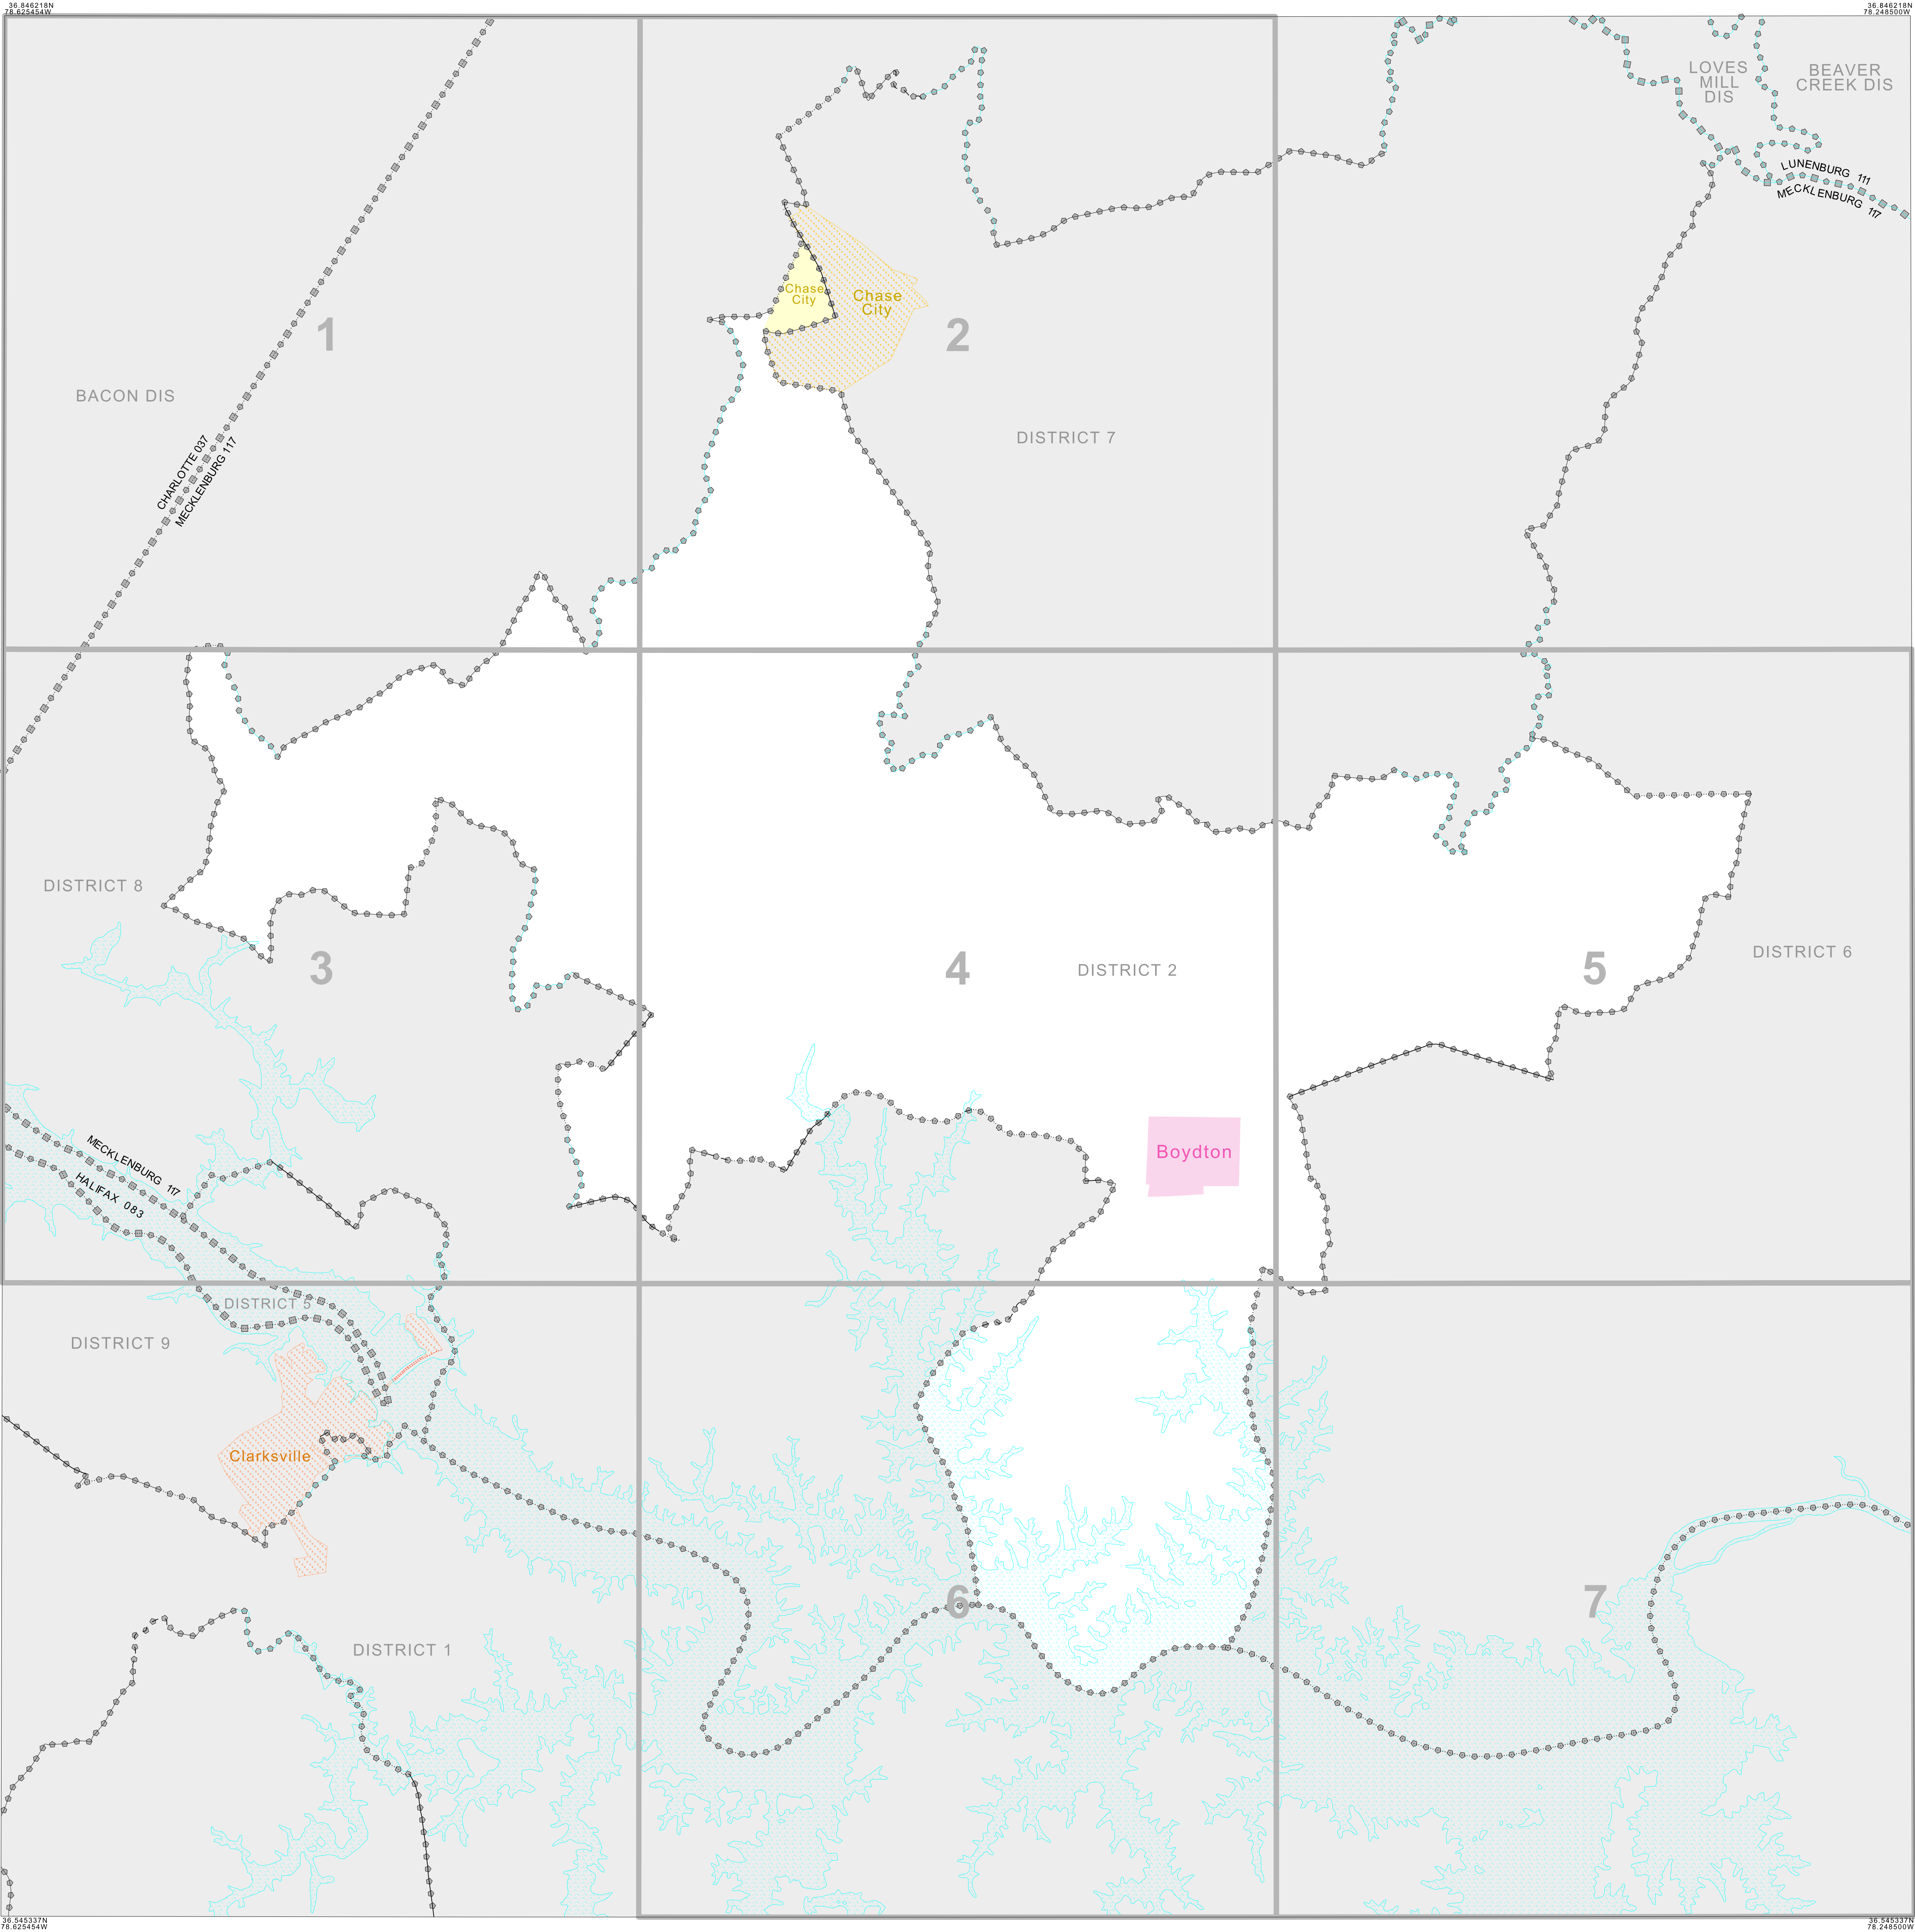 36.846218N
78.625454W
36.846218N
78.248500W
LOVES
MILL
DIS
BEAVER
CREEK DIS
LUNENBURG 111
MECKLENBURG 117
Chase
City
Chase
City
1
2
BACON DIS
DISTRICT 7
CHARLOTTE 037
MECKLENBURG 117
DISTRICT 8
3
4
DISTRICT 2
5
DISTRICT 6
MECKLENBURG 117
HALIFAX 083
Boydton
DISTRICT 5
DISTRICT 9
Clarksville
6
7
DISTRICT 1
36.545337N
78.625454W
36.545337N
78.248500W